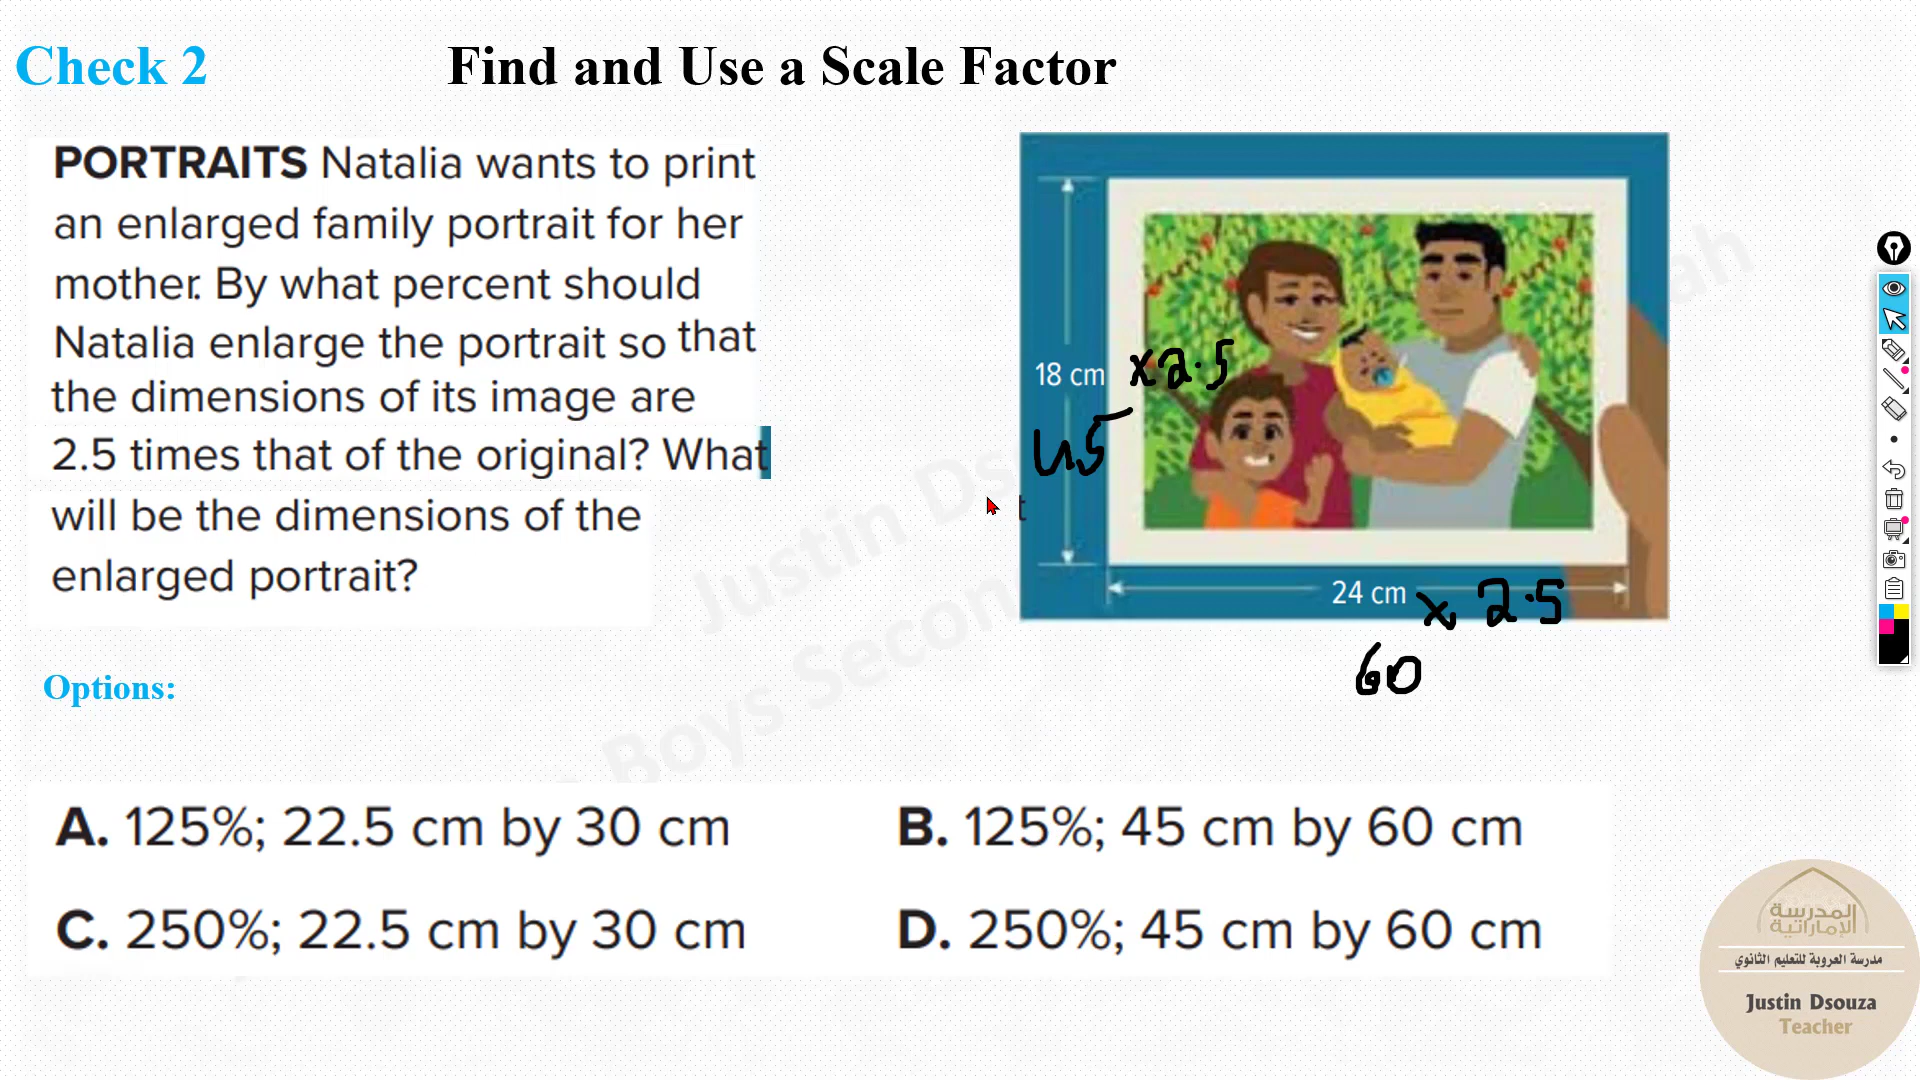 Check 2
Find and Use a Scale Factor
PORTRAITS Natalia wants to print
an enlarged family portrait for her
mother. By what percent should
Natalia enlarge the portrait so that
the dimensions of its image are
2.5 times that of the original? What
will be the dimensions of the
enlarged portrait?
18 cm x 2.5
45
24 cm x 2.5
60
Options:
A. 125%; 22.5 cm by 30 cm
B. 125%; 45 cm by 60 cm
C. 250%; 22.5 cm by 30 cm
D. 250%; 45 cm by 60 cm
Justin
Boys
المدرسة
الإماراتية
مدرسة العروبة للتعليم الثانوي
Justin Dsouza
Teacher